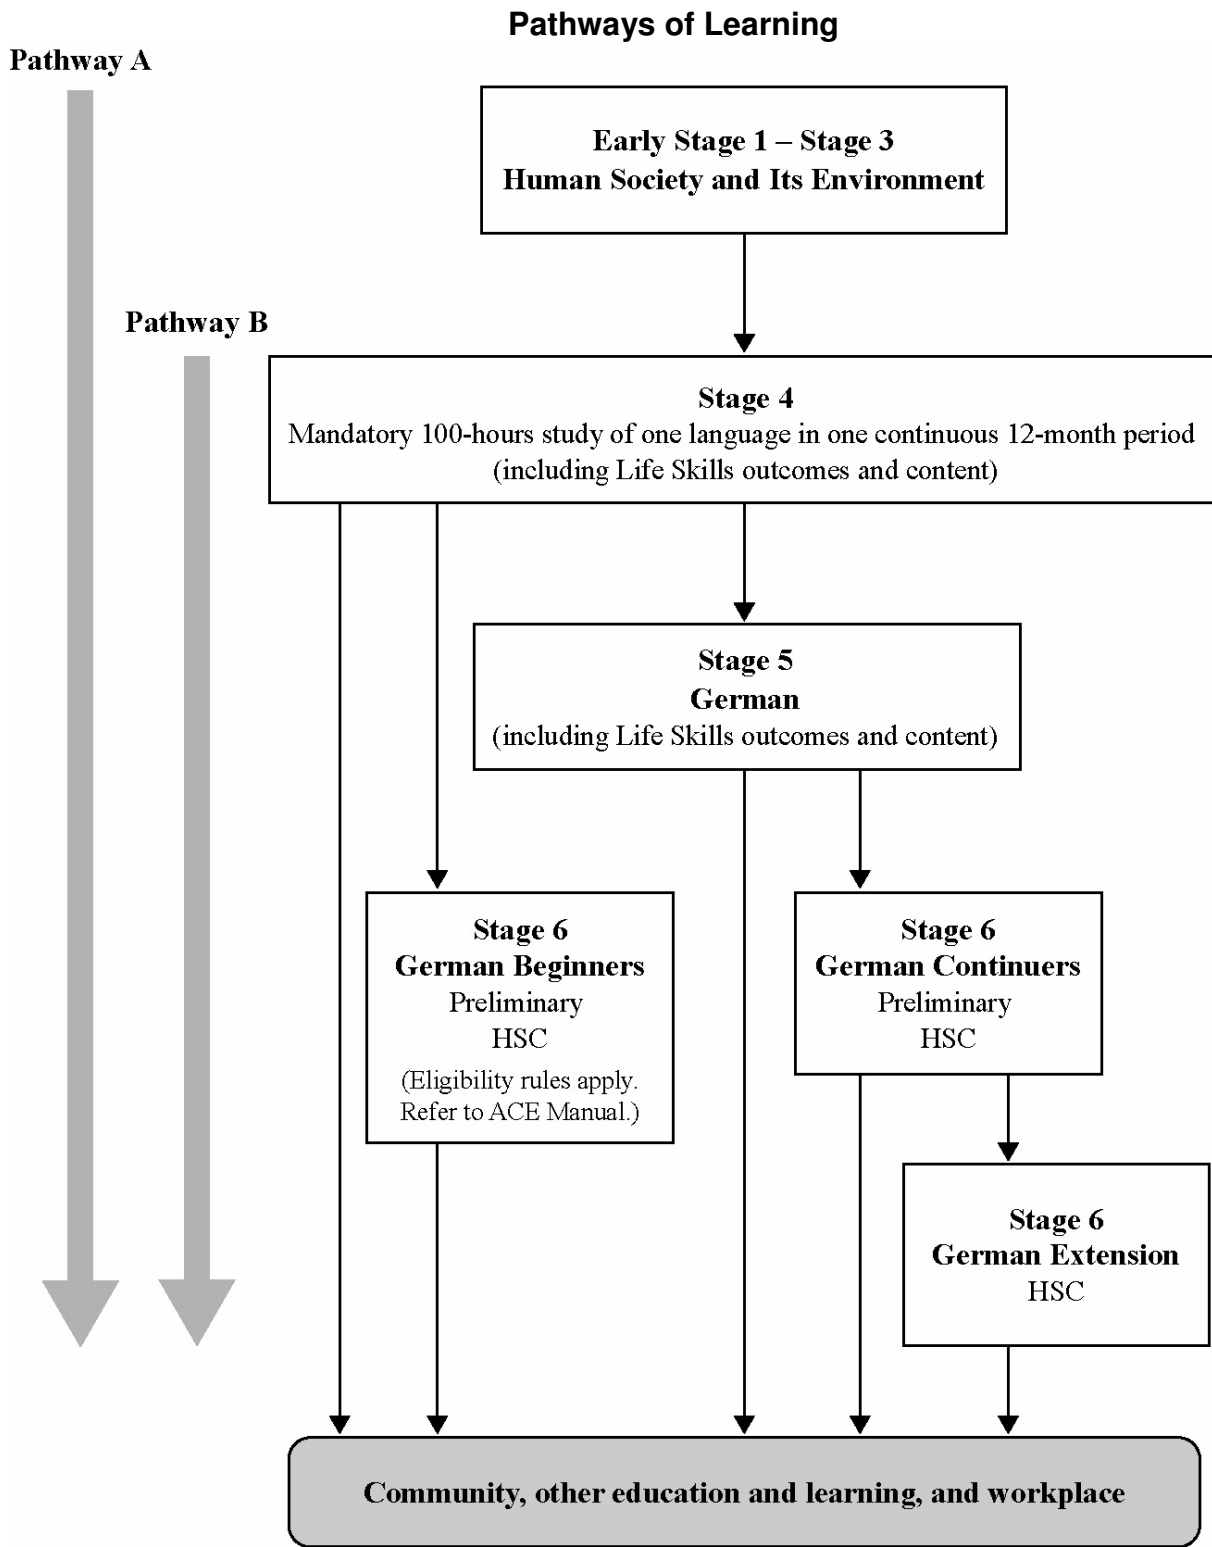 Pathways of Learning
Pathway A
Early Stage 1 – Stage 3
Human Society and Its Environment
Pathway B
Stage 4
Mandatory 100-hours study of one language in one continuous 12-month period
(including Life Skills outcomes and content)
Stage 5
German
(including Life Skills outcomes and content)
Stage 6
German Beginners
Preliminary
HSC
(Eligibility rules apply.
Refer to ACE Manual.)
Stage 6
German Continuers
Preliminary
HSC
Stage 6
German Extension
HSC
Community, other education and learning, and workplace